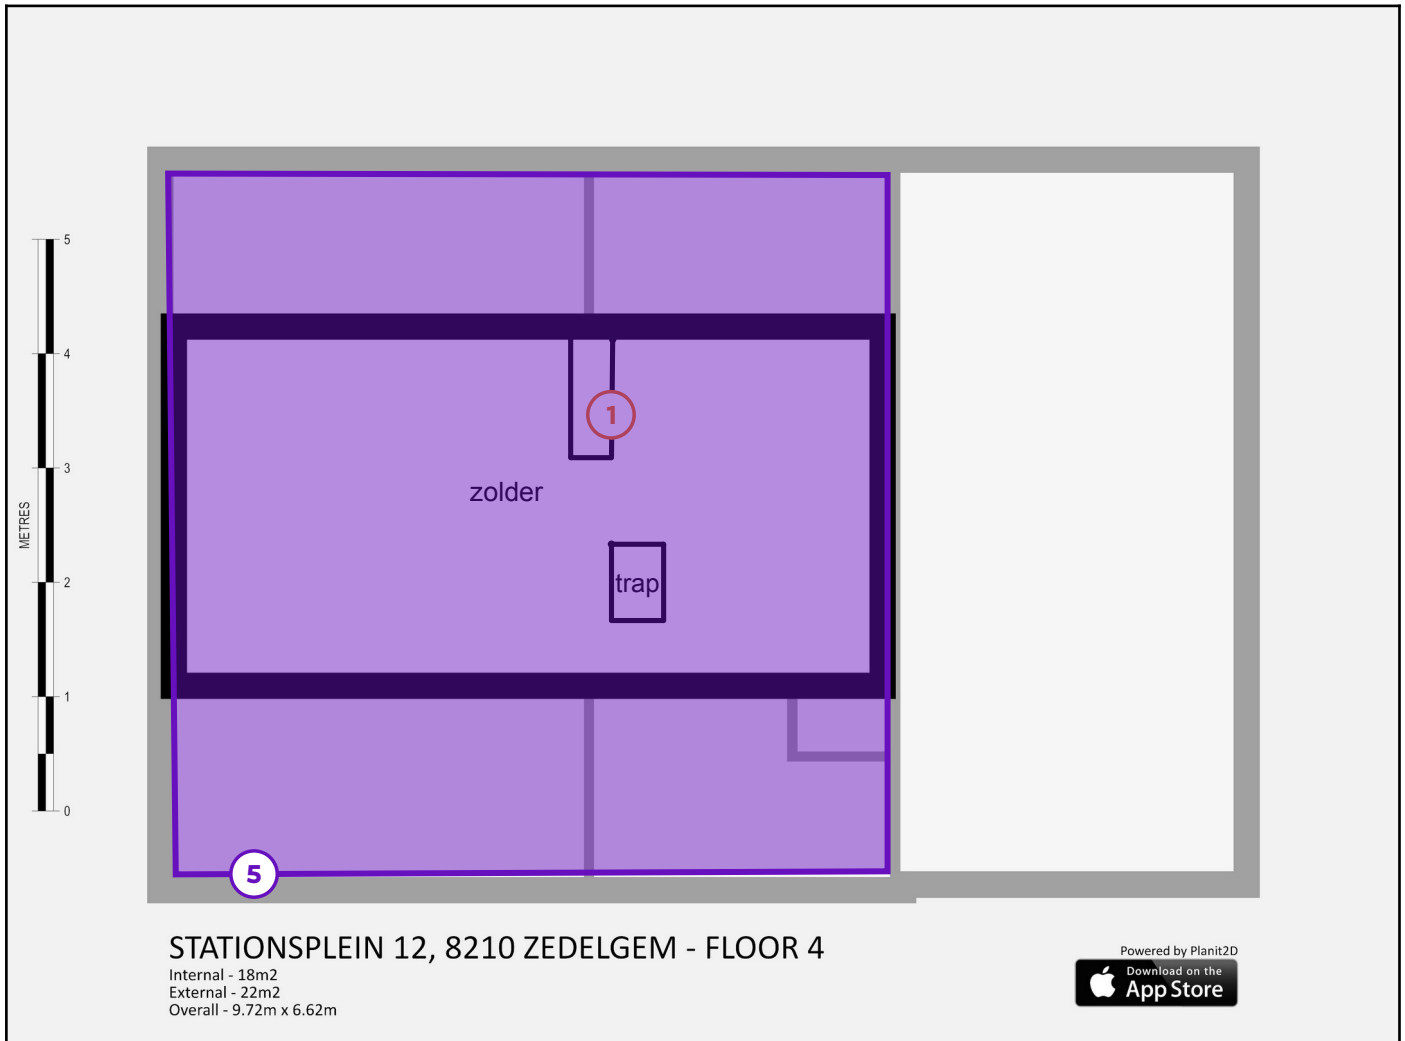 5
4
3
2
1
0
METRES
1
zolder
trap
5
STATIONSPLEIN 12, 8210 ZEDELGEM - FLOOR 4
Internal - 18m2
External - 22m2
Overall - 9.72m x 6.62m
Powered by Planit2D
Download on the
App Store